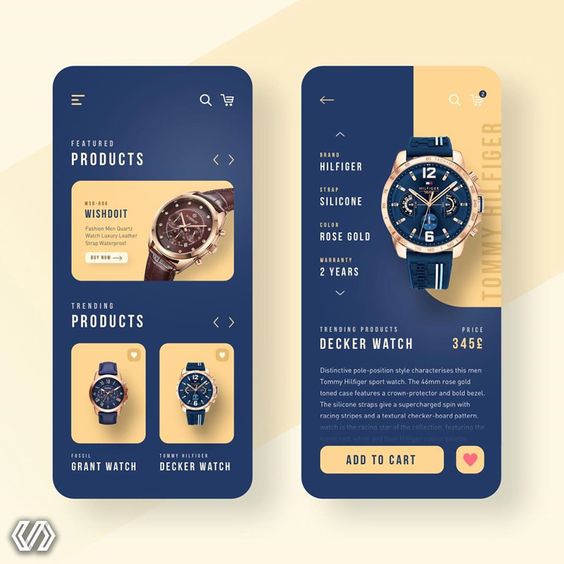 FEATURED
PRODUCTS
WSD-RG6
WISHDOIT
Fashion Men Quartz
Watch Luxury Leather
Strap Waterproof
BUY NOW
TRENDING
PRODUCTS
FOSSIL
GRANT WATCH
TOMMY HILFIGER
DECKER WATCH
2
BRAND
HILFIGER
STRAP
SILICONE
COLOR
ROSE GOLD
WARRANTY
2 YEARS
HILFIGER
TOMMY HILFIGER
TRENDING PRODUCTS
DECKER WATCH
PRICE
345£
Distinctive pole-position style characterises this men
Tommy Hilfiger sport watch. The 46mm rose gold
toned case features a crown-protector and bold bezel.
The silicone straps give a supercharged spin with
racing stripes and a textural checker-board pattern.
watch is the racing star of the collection, featuring the
ADD TO CART